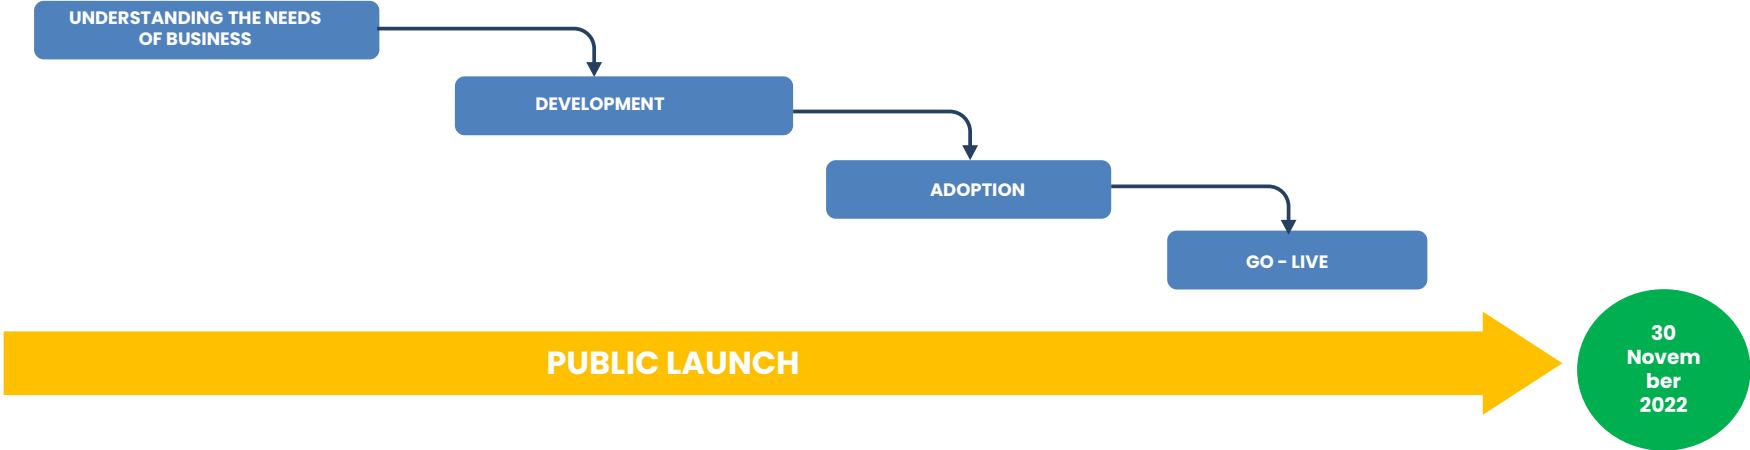 UNDERSTANDING THE NEEDS
OF BUSINESS
DEVELOPMENT
ADOPTION
GO – LIVE
PUBLIC LAUNCH
30
Novem
ber
2022